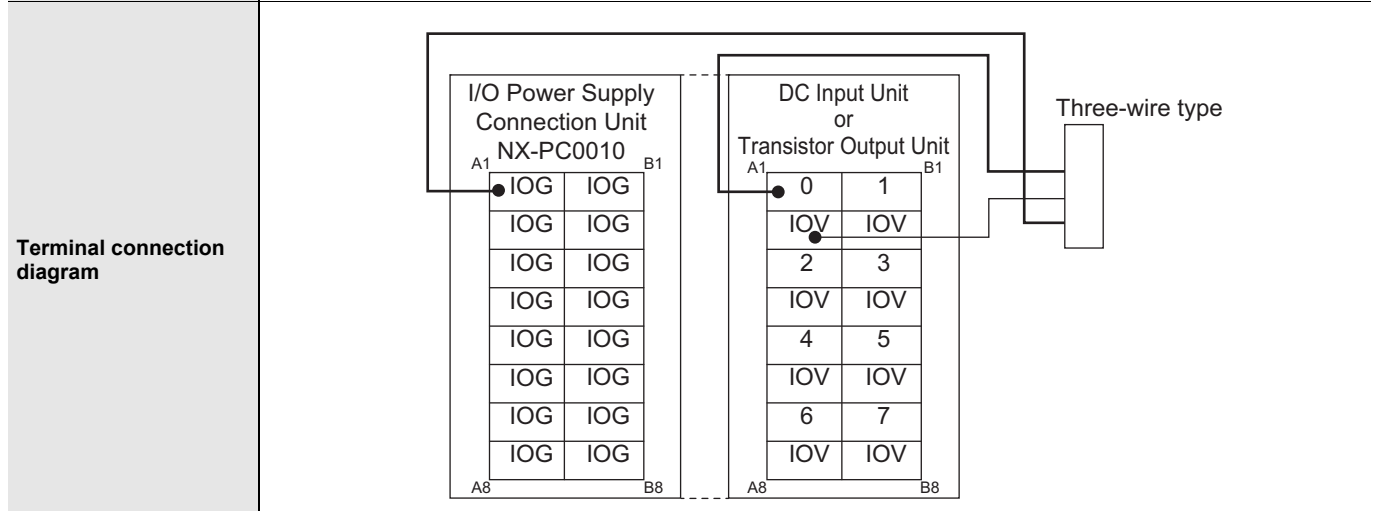 Terminal connection
diagram
I/O Power Supply
Connection Unit
NX-PC0010
A1 B1
IOG IOG
IOG IOG
IOG IOG
IOG IOG
IOG IOG
IOG IOG
IOG IOG
IOG IOG
A8 B8
DC Input Unit
or
Transistor Output Unit
A1 B1
0 1
IOV IOV
2 3
IOV IOV
4 5
IOV IOV
6 7
IOV IOV
A8 B8
Three-wire type